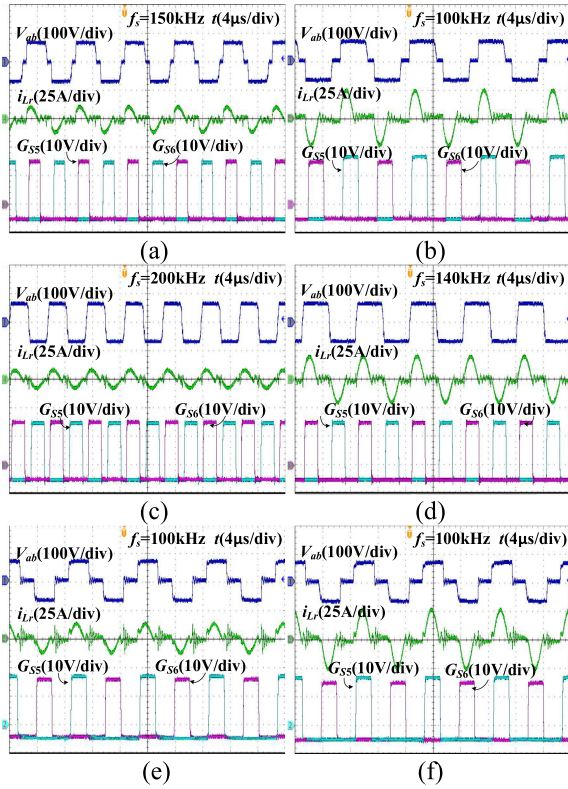 fs=150kHz t(4μs/div)
Vab(100V/div)
iLr(25A/div)
GS5(10V/div) GS6(10V/div)
(a)
fs=100kHz t(4μs/div)
Vab(100V/div)
iLr(25A/div)
GS5(10V/div) GS6(10V/div)
(b)
fs=200kHz t(4μs/div)
Vab(100V/div)
iLr(25A/div)
GS5(10V/div) GS6(10V/div)
(c)
fs=140kHz t(4μs/div)
Vab(100V/div)
iLr(25A/div)
GS5(10V/div) GS6(10V/div)
(d)
fs=100kHz t(4μs/div)
Vab(100V/div)
iLr(25A/div)
GS5(10V/div) GS6(10V/div)
(e)
fs=100kHz t(4μs/div)
Vab(100V/div)
iLr(25A/div)
GS5(10V/div) GS6(10V/div)
(f)